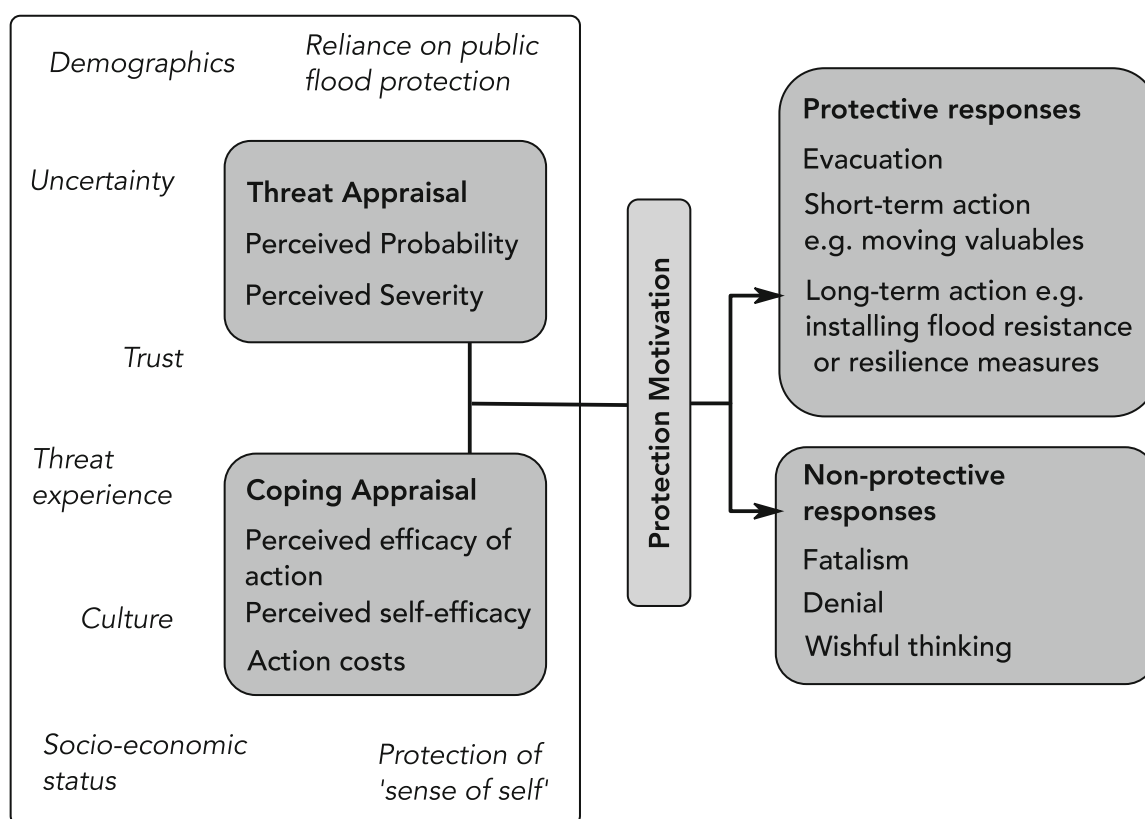 Demographics
Reliance on public
flood protection
Uncertainty
Threat Appraisal
Perceived Probability
Perceived Severity
Trust
Threat
experience
Coping Appraisal
Perceived efficacy of
action
Perceived self-efficacy
Action costs
Culture
Socio-economic
status
Protection of
'sense of self'
Protection Motivation
Protective responses
Evacuation
Short-term action
e.g. moving valuables
Long-term action e.g.
installing flood resistance
or resilience measures
Non-protective
responses
Fatalism
Denial
Wishful thinking